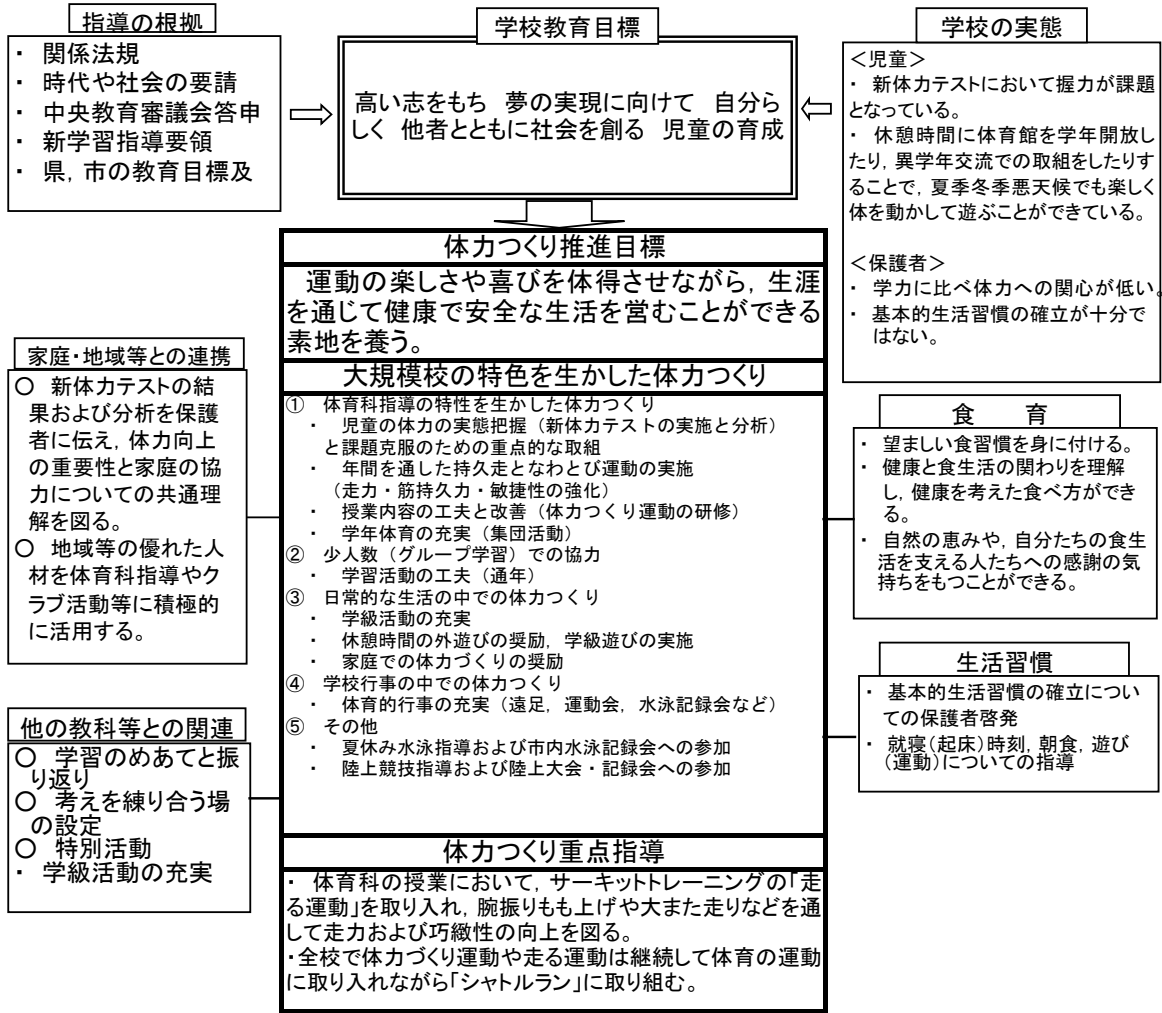 指導の根拠
・ 関係法規
・ 時代や社会の要請
・ 中央教育審議会答申
・ 新学習指導要領
・ 県，市の教育目標及
学校教育目標
高い志をもち 夢の実現に向けて 自分ら
しく 他者とともに社会を創る 児童の育成
学校の実態
＜児童＞
・ 新体力テストにおいて握力が課題
となっている。
・ 休憩時間に体育館を学年開放し
たり，異学年交流での取組をしたりす
ることで，夏季冬季悪天候でも楽しく
体を動かして遊ぶことができている。
＜保護者＞
・ 学力に比べ体力への関心が低い。
・ 基本的生活習慣の確立が十分で
はない。
体力つくり推進目標
運動の楽しさや喜びを体得させながら，生涯
を通じて健康で安全な生活を営むことができる
素地を養う。
大規模校の特色を生かした体力つくり
① 体育科指導の特性を生かした体力つくり
・ 児童の体力の実態把握（新体力テストの実施と分析）
と課題克服のための重点的な取組
・ 年間を通した持久走となわとび運動の実施
（走力・筋持久力・敏捷性の強化）
・ 授業内容の工夫と改善（体力つくり運動の研修）
・ 学年体育の充実（集団活動）
② 少人数（グループ学習）での協力
・ 学習活動の工夫（通年）
③ 日常的な生活の中での体力つくり
・ 学級活動の充実
・ 休憩時間の外遊びの奨励，学級遊びの実施
・ 家庭での体力づくりの奨励
④ 学校行事の中での体力つくり
・ 体育的行事の充実（遠足，運動会，水泳記録会など）
⑤ その他
・ 夏休み水泳指導および市内水泳記録会への参加
・ 陸上競技指導および陸上大会・記録会への参加
体力つくり重点指導
・ 体育科の授業において，サーキットトレーニングの「走
る運動」を取り入れ，腕振りもも上げや大また走りなどを通
して走力および巧緻性の向上を図る。
・全校で体力づくり運動や走る運動は継続して体育の運動
に取り入れながら「シャトルラン」に取り組む。
家庭・地域等との連携
○ 新体力テストの結
果および分析を保護
者に伝え，体力向上
の重要性と家庭の協
力についての共通理
解を図る。
○ 地域等の優れた人
材を体育科指導やク
ラブ活動等に積極的
に活用する。
他の教科等との関連
○ 学習のめあてと振
り返り
○ 考えを練り合う場
の設定
○ 特別活動
・ 学級活動の充実
食 育
・ 望ましい食習慣を身に付ける。
・ 健康と食生活の関わりを理解
し，健康を考えた食べ方ができ
る。
・ 自然の恵みや，自分たちの食生
活を支える人たちへの感謝の気
持ちをもつことができる。
生活習慣
・ 基本的生活習慣の確立につい
ての保護者啓発
・ 就寝（起床）時刻，朝食，遊び
（運動）についての指導